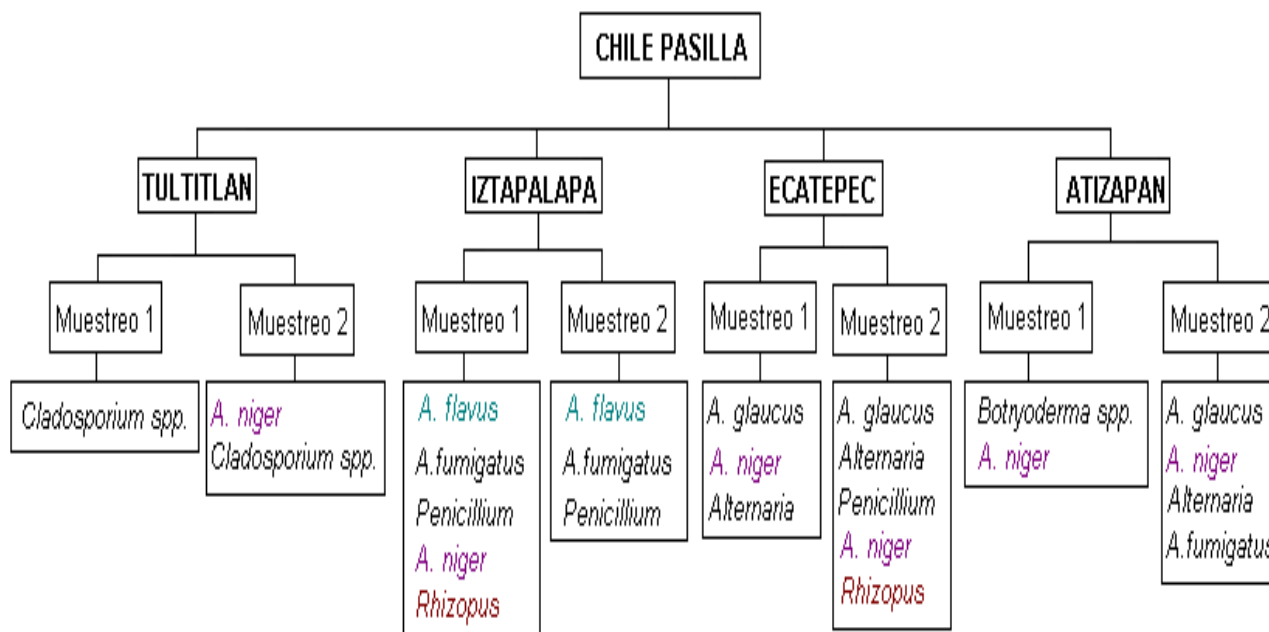 CHILE PASILLA
TULTITLAN
IZTAPALAPA
ECATEPEC
ATIZAPAN
Muestreo 1
Muestreo 2
Muestreo 1
Muestreo 2
Muestreo 1
Muestreo 2
Muestreo 1
Muestreo 2
Cladosporium spp.
A. niger
Cladosporium spp.
A. flavus
A.fumigatus
Penicillium
A. niger
Rhizopus
A. flavus
A.fumigatus
Penicillium
A. glaucus
A. niger
Alternaria
A. glaucus
Alternaria
Penicillium
A. niger
Rhizopus
Botryoderma spp.
A. niger
A. glaucus
A. niger
Alternaria
A.fumigatus